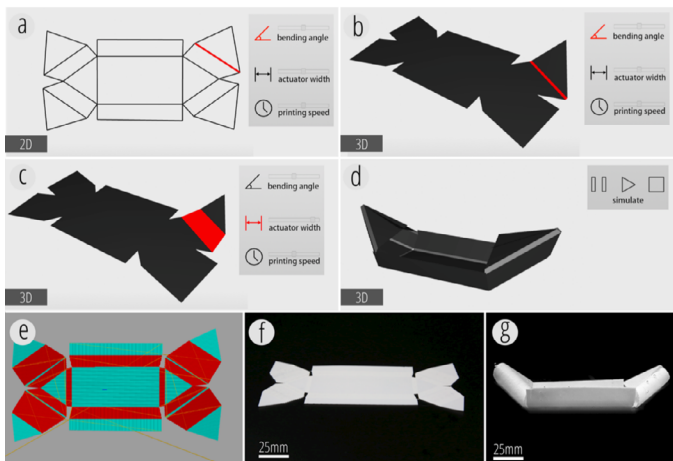 a
bending angle
actuator width
printing speed
2D
b
bending angle
actuator width
printing speed
3D
c
bending angle
actuator width
printing speed
3D
d
simulate
3D
e
f
25mm
g
25mm